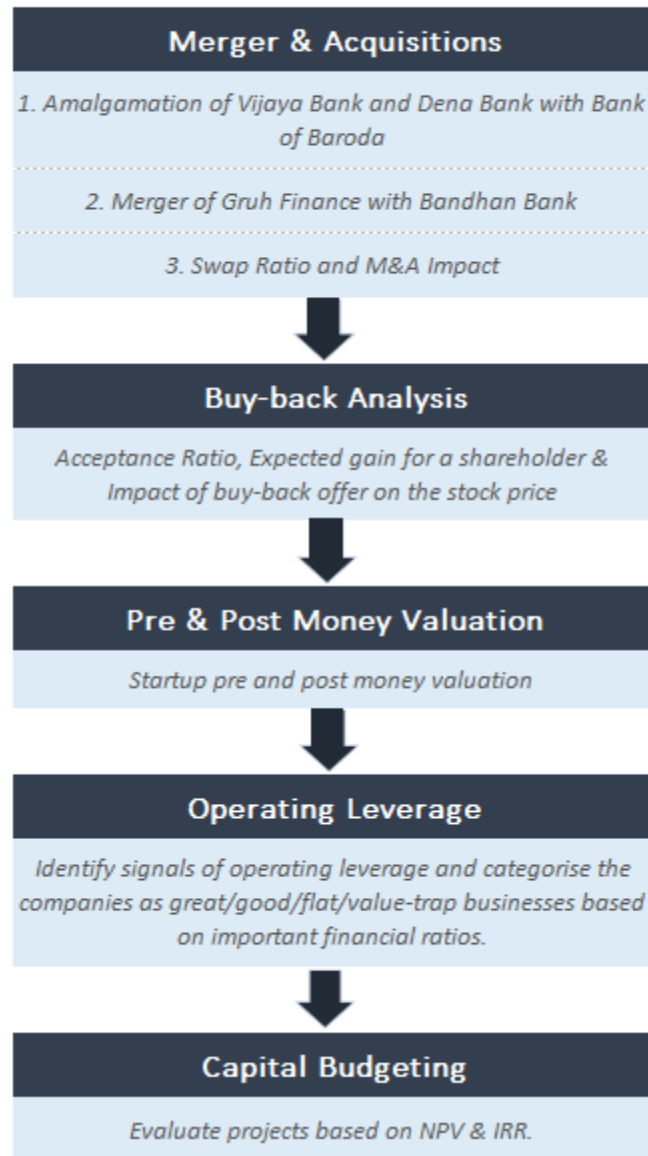 Merger & Acquisitions
1. Amalgamation of Vijaya Bank and Dena Bank with Bank
of Baroda
2. Merger of Gruh Finance with Bandhan Bank
3. Swap Ratio and M&A Impact
Buy-back Analysis
Acceptance Ratio, Expected gain for a shareholder &
Impact of buy-back offer on the stock price
Pre & Post Money Valuation
Startup pre and post money valuation
Operating Leverage
Identify signals of operating leverage and categorise the
companies as great/good/flat/value-trap businesses based
on important financial ratios.
Capital Budgeting
Evaluate projects based on NPV & IRR.